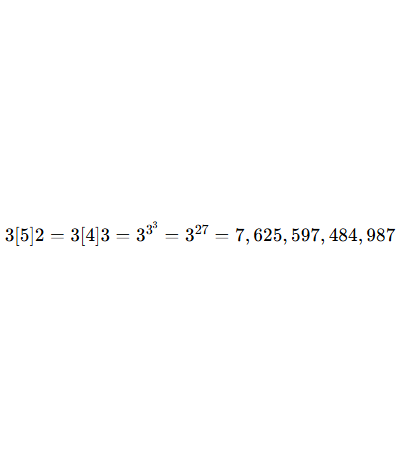 3[5]2 = 3[4]3 = 3^{3^3} = 3^{27} = 7,625,597,484,987